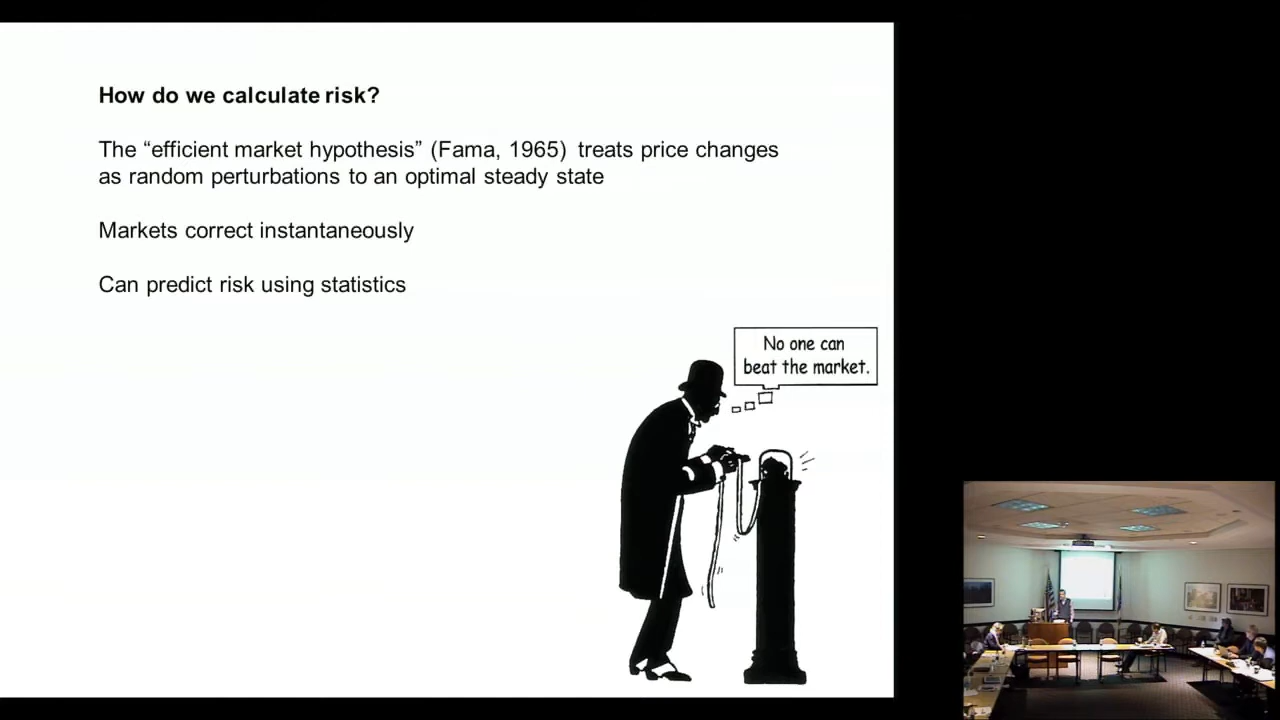 How do we calculate risk?
The “efficient market hypothesis” (Fama, 1965) treats price changes
as random perturbations to an optimal steady state
Markets correct instantaneously
Can predict risk using statistics
No one can
beat the market.